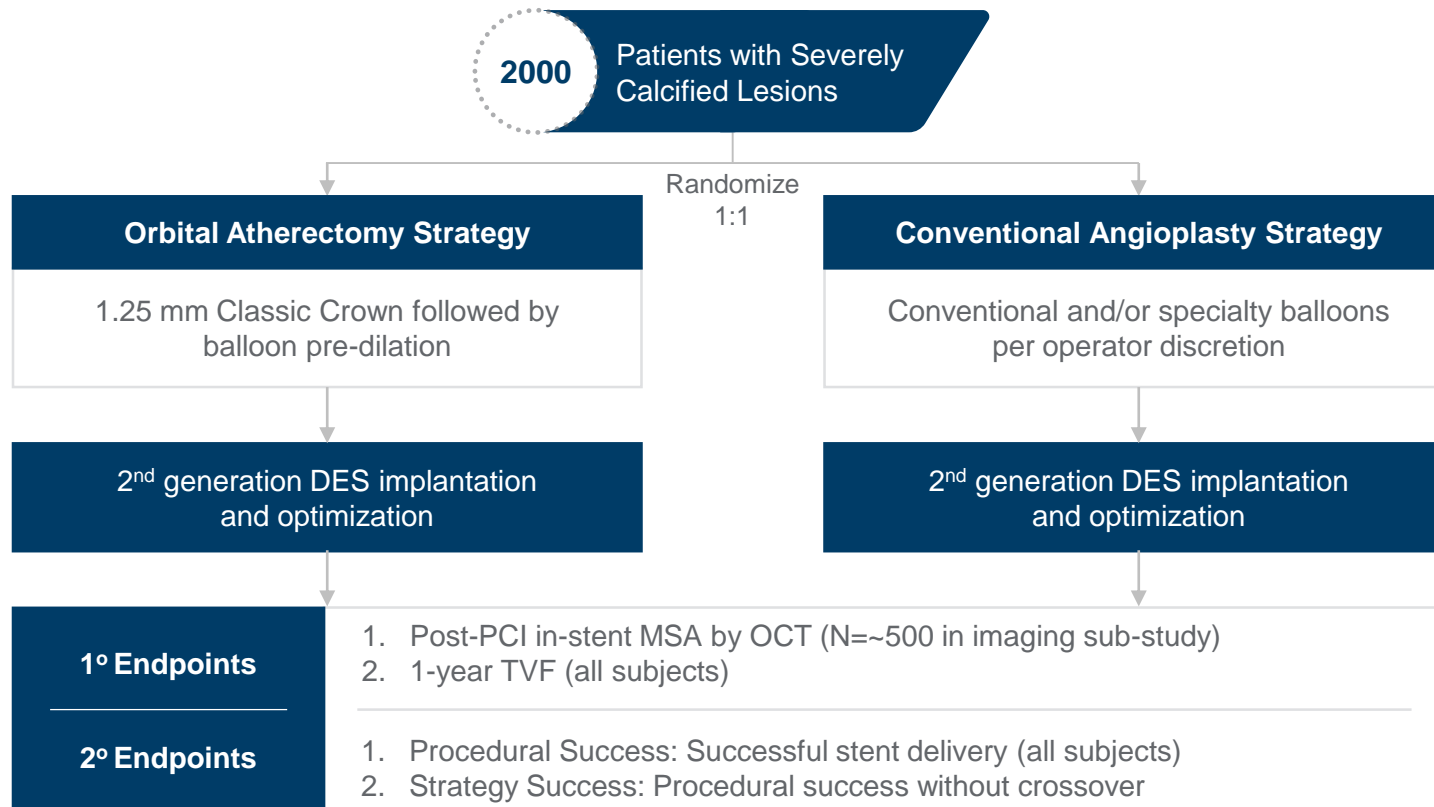 2000
Patients with Severely
Calcified Lesions
Randomize
1:1
Orbital Atherectomy Strategy
1.25 mm Classic Crown followed by
balloon pre-dilation
2nd generation DES implantation
and optimization
Conventional Angioplasty Strategy
Conventional and/or specialty balloons
per operator discretion
2nd generation DES implantation
and optimization
1o Endpoints
1. Post-PCI in-stent MSA by OCT (N=~500 in imaging sub-study)
2. 1-year TVF (all subjects)
2o Endpoints
1. Procedural Success: Successful stent delivery (all subjects)
2. Strategy Success: Procedural success without crossover